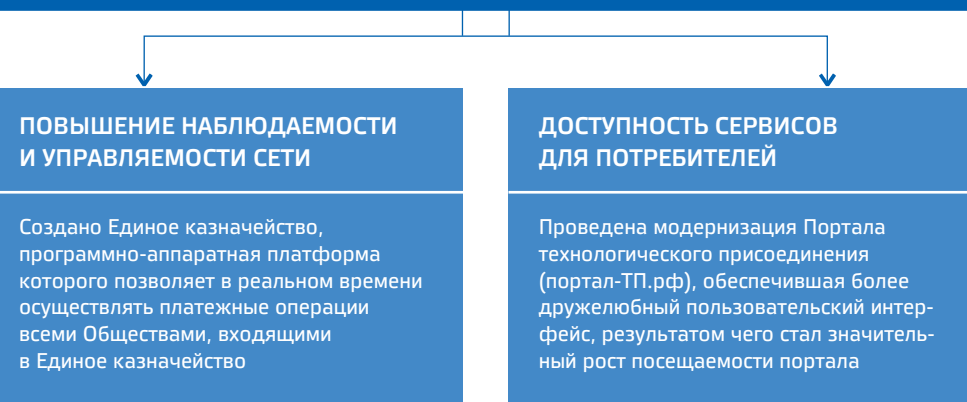 ПОВЫШЕНИЕ НАБЛЮДАЕМОСТИ
И УПРАВЛЯЕМОСТИ СЕТИ
Создано Единое казначейство,
программно-аппаратная платформа
которого позволяет в реальном времени
осуществлять платежные операции
всеми Обществами, входящими
в Единое казначейство
ДОСТУПНОСТЬ СЕРВИСОВ
ДЛЯ ПОТРЕБИТЕЛЕЙ
Проведена модернизация Портала
технологического присоединения
(портал-ТП.рф), обеспечившая более
дружелюбный пользовательский интер-
фейс, результатом чего стал значитель-
ный рост посещаемости портала